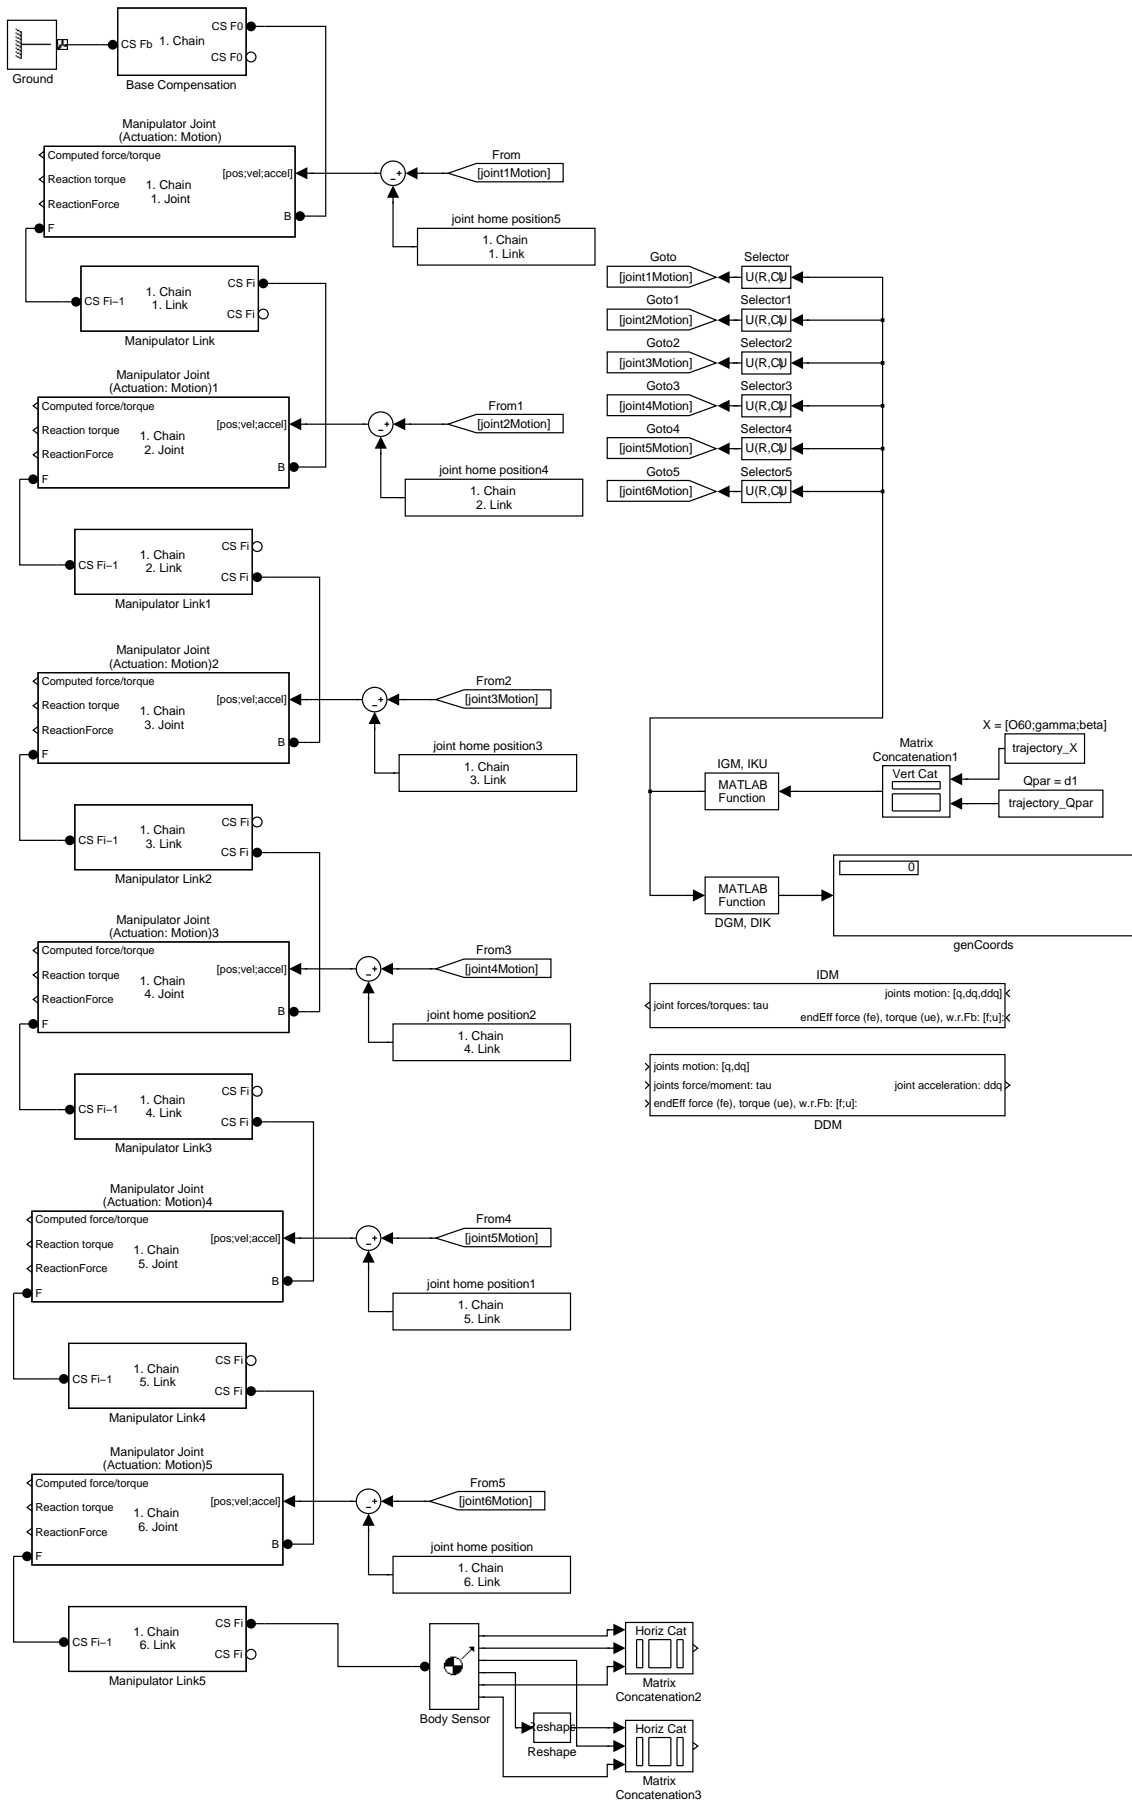 Ground
CS Fb
1. Chain
CS F0
CS F0
Base Compensation
Manipulator Joint
(Actuation: Motion)
Computed force/torque
Reaction torque
ReactionForce
F
1. Chain
1. Joint
[pos;vel;accel]
B
From
[joint1Motion]
joint home position5
1. Chain
1. Link
CS Fi–1
1. Chain
1. Link
CS Fi
CS Fi
Manipulator Link
Manipulator Joint
(Actuation: Motion)1
Computed force/torque
Reaction torque
ReactionForce
F
1. Chain
2. Joint
[pos;vel;accel]
B
From1
[joint2Motion]
joint home position4
1. Chain
2. Link
CS Fi–1
1. Chain
2. Link
CS Fi
CS Fi
Manipulator Link1
Manipulator Joint
(Actuation: Motion)2
Computed force/torque
Reaction torque
ReactionForce
F
1. Chain
3. Joint
[pos;vel;accel]
B
From2
[joint3Motion]
joint home position3
1. Chain
3. Link
CS Fi–1
1. Chain
3. Link
CS Fi
CS Fi
Manipulator Link2
Manipulator Joint
(Actuation: Motion)3
Computed force/torque
Reaction torque
ReactionForce
F
1. Chain
4. Joint
[pos;vel;accel]
B
From3
[joint4Motion]
joint home position2
1. Chain
4. Link
CS Fi–1
1. Chain
4. Link
CS Fi
CS Fi
Manipulator Link3
Manipulator Joint
(Actuation: Motion)4
Computed force/torque
Reaction torque
ReactionForce
F
1. Chain
5. Joint
[pos;vel;accel]
B
From4
[joint5Motion]
joint home position1
1. Chain
5. Link
CS Fi–1
1. Chain
5. Link
CS Fi
CS Fi
Manipulator Link4
Manipulator Joint
(Actuation: Motion)5
Computed force/torque
Reaction torque
ReactionForce
F
1. Chain
6. Joint
[pos;vel;accel]
B
From5
[joint6Motion]
joint home position
1. Chain
6. Link
CS Fi–1
1. Chain
6. Link
CS Fi
CS Fi
Manipulator Link5
Body Sensor
Reshape
Reshape
Horiz Cat
Matrix
Concatenation2
Horiz Cat
Matrix
Concatenation3
Goto
[joint1Motion]
Selector
U(R,C)
Goto1
[joint2Motion]
Selector1
U(R,C)
Goto2
[joint3Motion]
Selector2
U(R,C)
Goto3
[joint4Motion]
Selector3
U(R,C)
Goto4
[joint5Motion]
Selector4
U(R,C)
Goto5
[joint6Motion]
Selector5
U(R,C)
IGM, IKU
MATLAB
Function
Matrix
Concatenation1
Vert Cat
X = [O60;gamma;beta]
trajectory_X
Qpar = d1
trajectory_Qpar
MATLAB
Function
DGM, DIK
0
genCoords
IDM
joint forces/torques: tau
joints motion: [q,dq,ddq]
endEff force (fe), torque (ue), w.r.Fb: [f;u]:
joints motion: [q,dq]
joints force/moment: tau
endEff force (fe), torque (ue), w.r.Fb: [f;u]:
joint acceleration: ddq
DDM